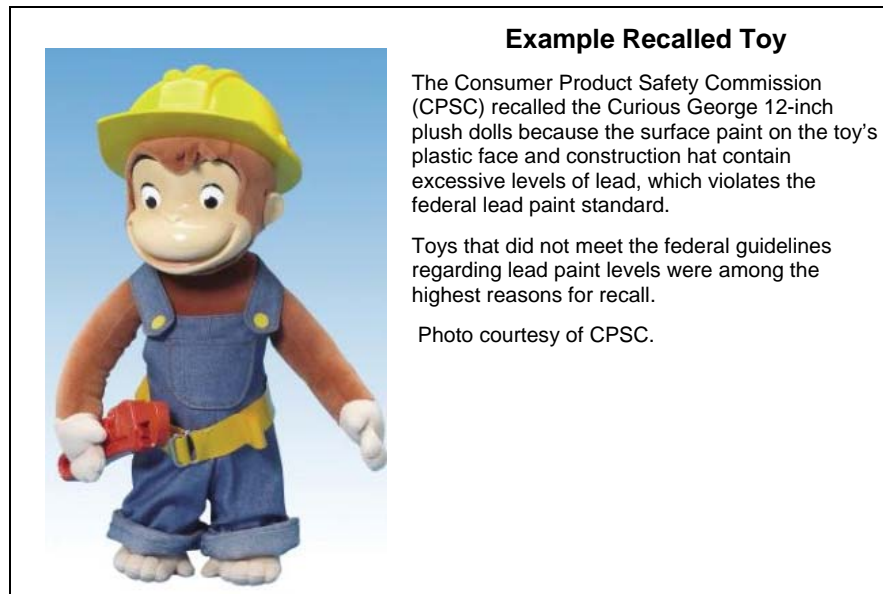 Example Recalled Toy
The Consumer Product Safety Commission
(CPSC) recalled the Curious George 12-inch
plush dolls because the surface paint on the toy's
plastic face and construction hat contain
excessive levels of lead, which violates the
federal lead paint standard.
Toys that did not meet the federal guidelines
regarding lead paint levels were among the
highest reasons for recall.
Photo courtesy of CPSC.